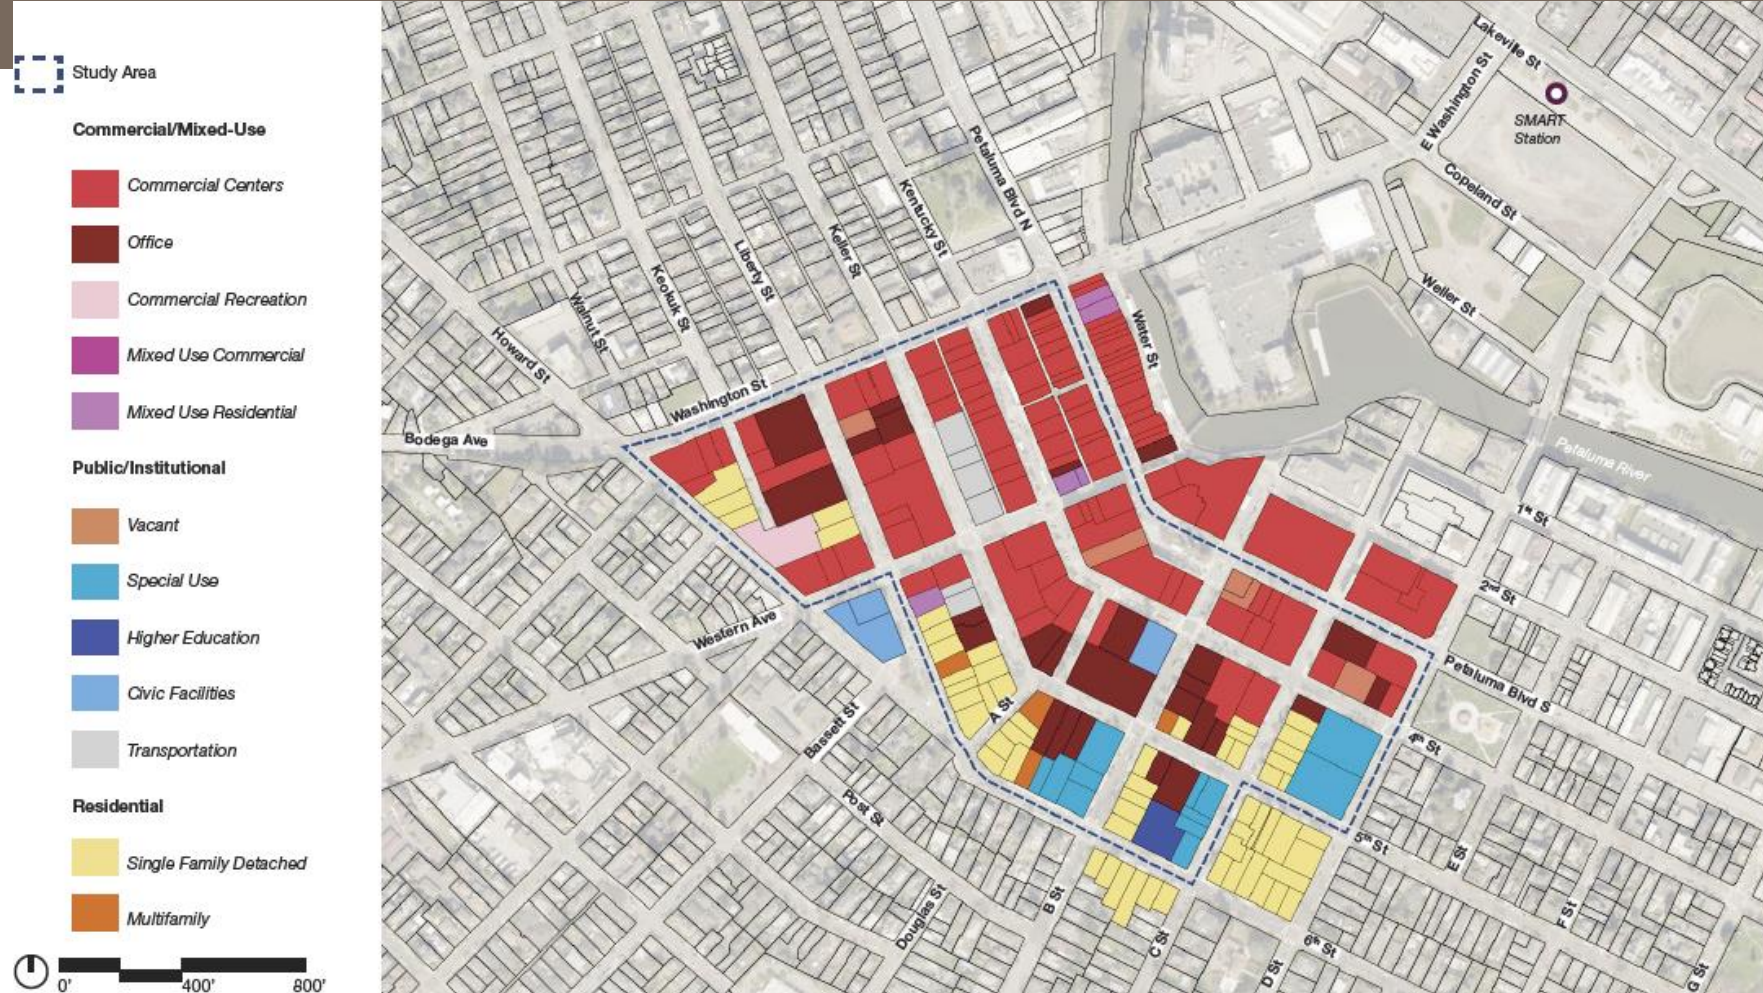 Study Area
Commercial/Mixed-Use
Commercial Centers
Office
Commercial Recreation
Mixed Use Commercial
Mixed Use Residential
Public/Institutional
Vacant
Special Use
Higher Education
Civic Facilities
Transportation
Residential
Single Family Detached
Multifamily
0' 400' 800'
Lakeville St
E Washington St
SMART
Station
Copeland St
Weller St
Petaluma Blvd N
Kentucky St
Keller St
Liberty St
Keokuk St
Walnut St
Howard St
Water St
Washington St
Bodega Ave
Petaluma River
1st St
2nd St
Western Ave
Petaluma Blvd S
A St
Bassett St
4th St
Post St
5th St
E St
Douglas St
B St
F St
C St
6th St
D St
G St